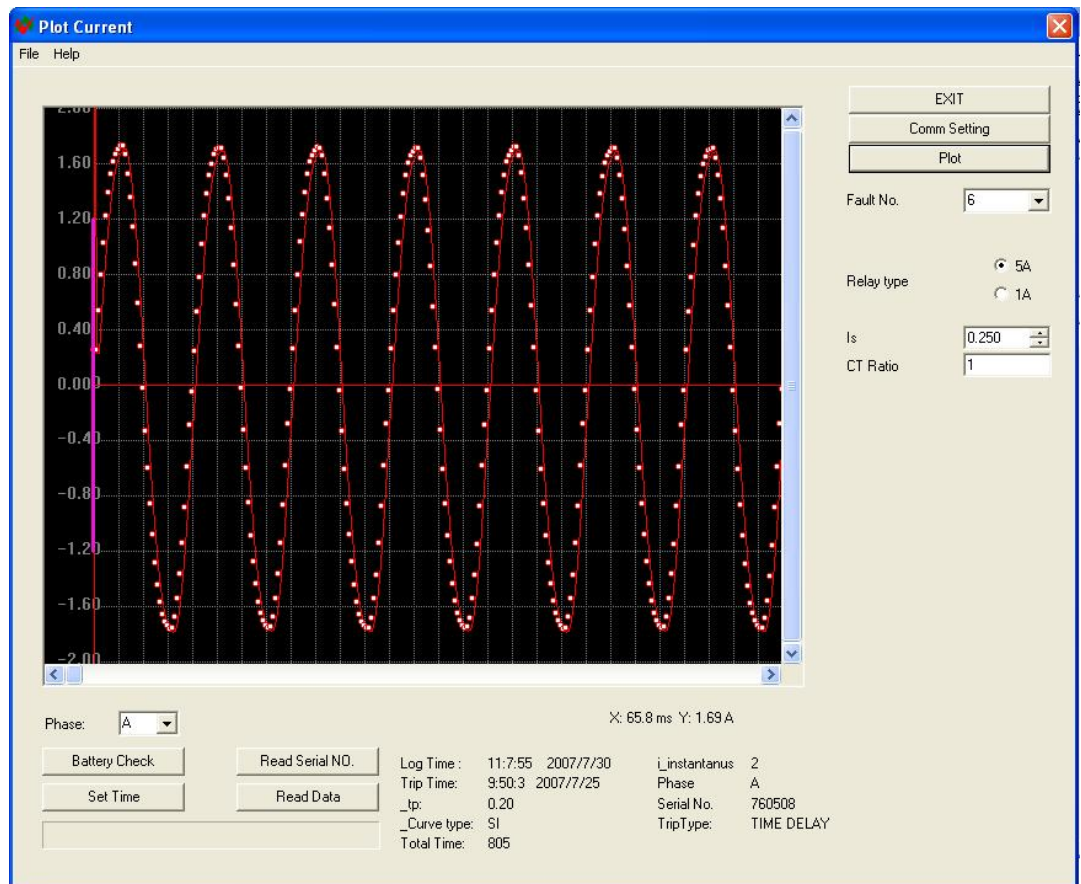 Plot Current
File Help
2.00
1.60
1.20
0.80
0.40
0.000
-0.40
-0.80
-1.20
-1.60
-2.00
EXIT
Comm Setting
Plot
Fault No. 6
Relay type
5A
1A
Is 0.250
CT Ratio 1
X: 65.8 ms Y: 1.69 A
Phase: A
Battery Check Read Serial NO.
Set Time Read Data
Log Time : 11:7:55 2007/7/30 i_instantanus 2
Trip Time: 9:50:3 2007/7/25 Phase A
_tp: 0.20 Serial No. 760508
_Curve type: SI TripType: TIME DELAY
Total Time: 805